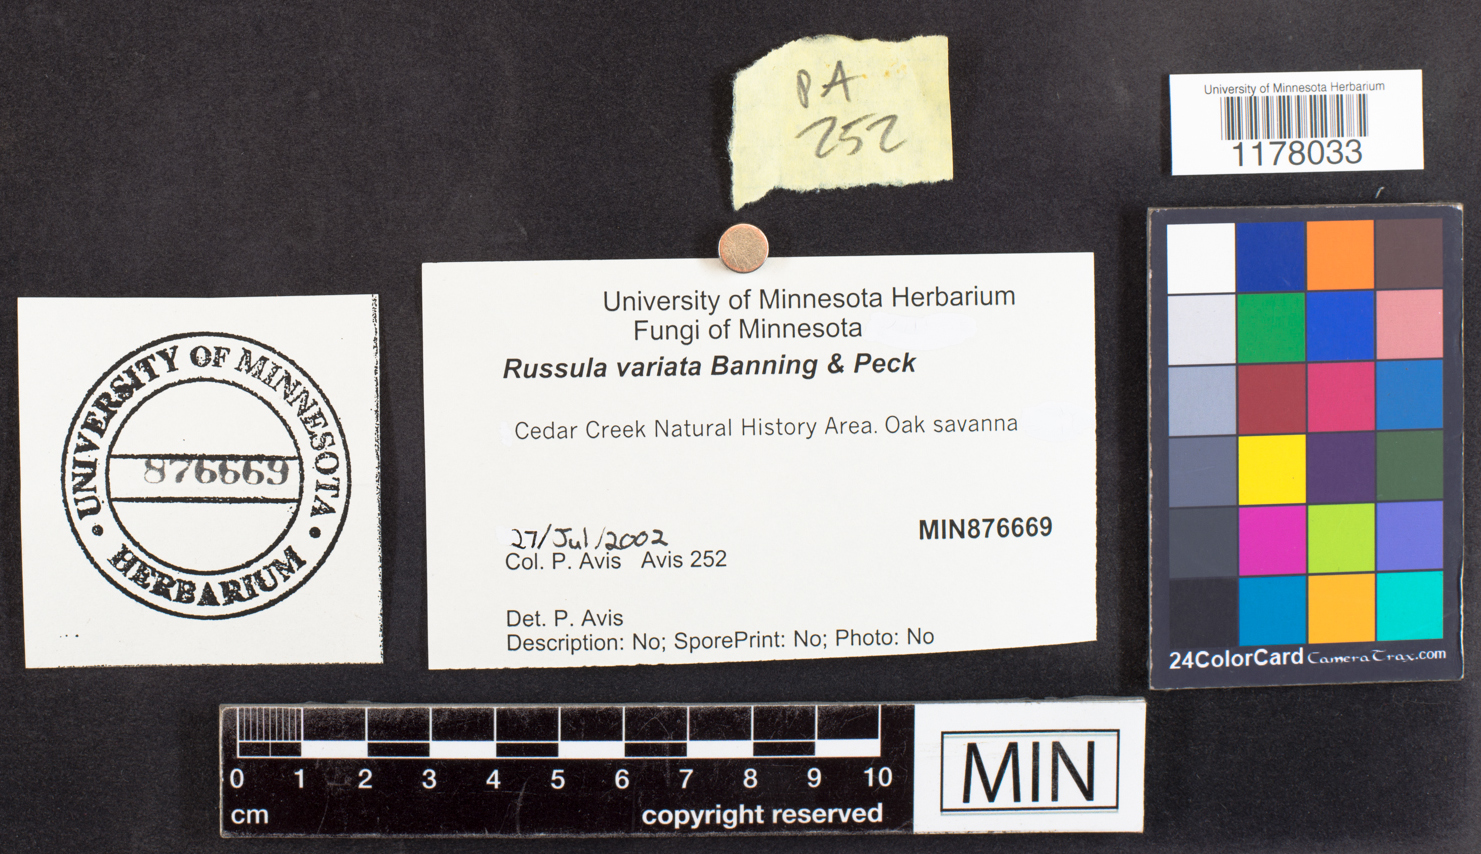 PA
252
University of Minnesota Herbarium
1178033
University of Minnesota Herbarium
Fungi of Minnesota
Russula variata Banning & Peck
Cedar Creek Natural History Area. Oak savanna
27/Jul/2002
MIN876669
Col. P. Avis Avis 252
Det. P. Avis
Description: No; SporePrint: No; Photo: No
UNIVERSITY OF MINNESOTA
876669
HERBARIUM
24ColorCard CameraTrax.com
0 1 2 3 4 5 6 7 8 9 10
cm copyright reserved
MIN